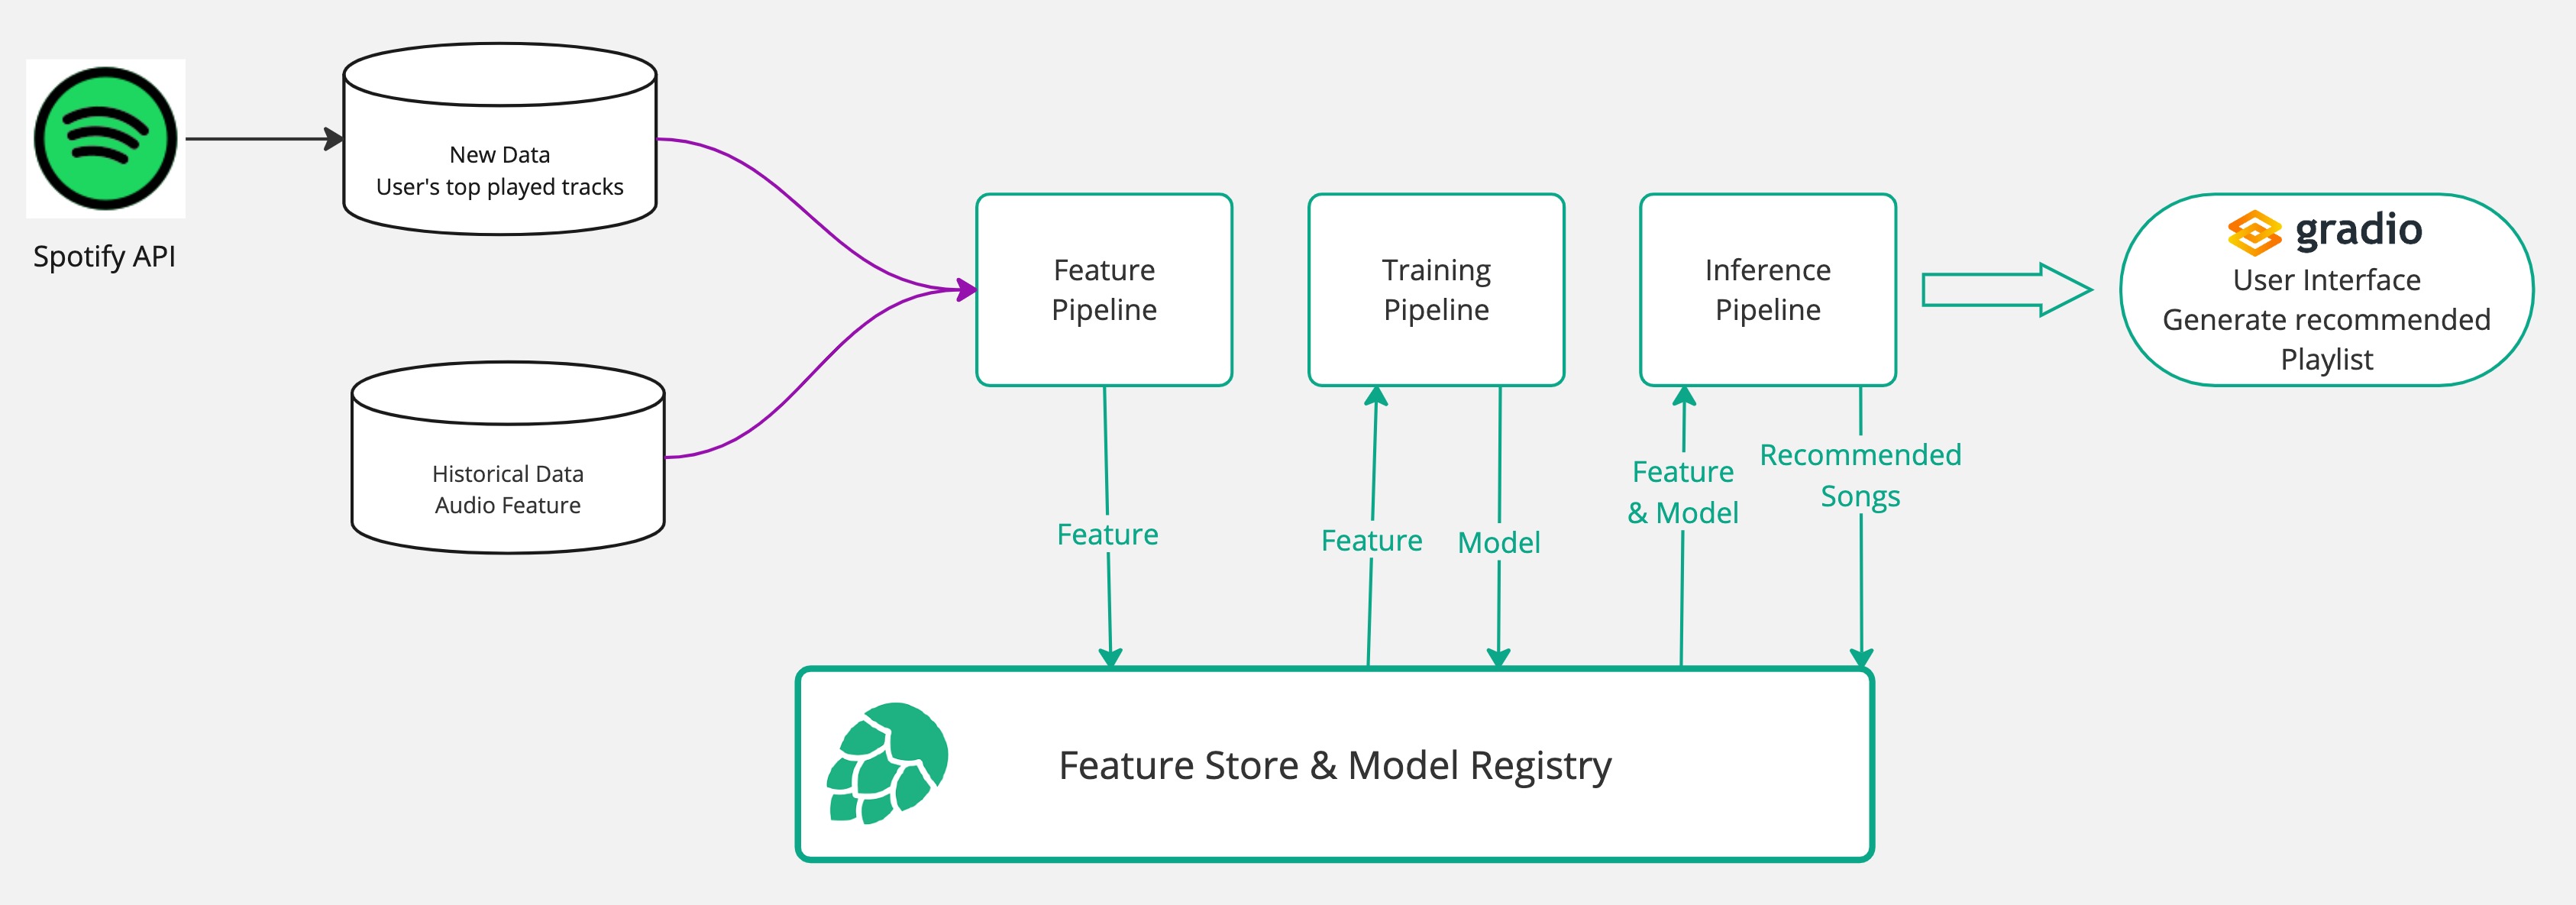 Spotify API
New Data
User's top played tracks
Historical Data
Audio Feature
Feature
Pipeline
Training
Pipeline
Inference
Pipeline
gradio
User Interface
Generate recommended
Playlist
Feature
Feature
Model
Feature
& Model
Recommended
Songs
Feature Store & Model Registry